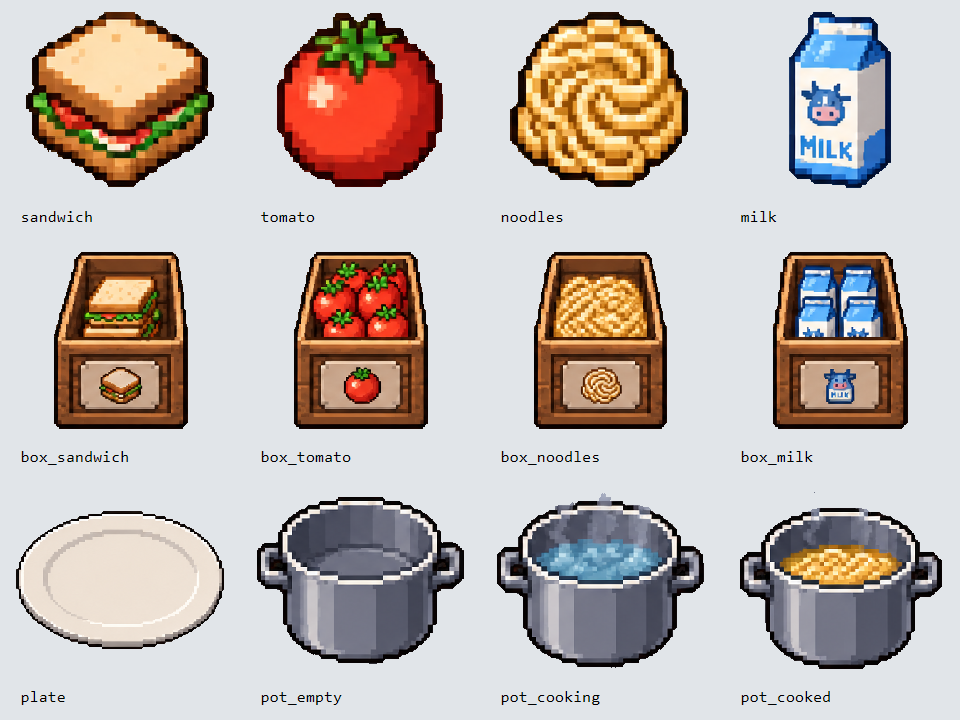 MILK
sandwich
tomato
noodles
milk
MILK
box_sandwich
box_tomato
box_noodles
box_milk
plate
pot_empty
pot_cooking
pot_cooked